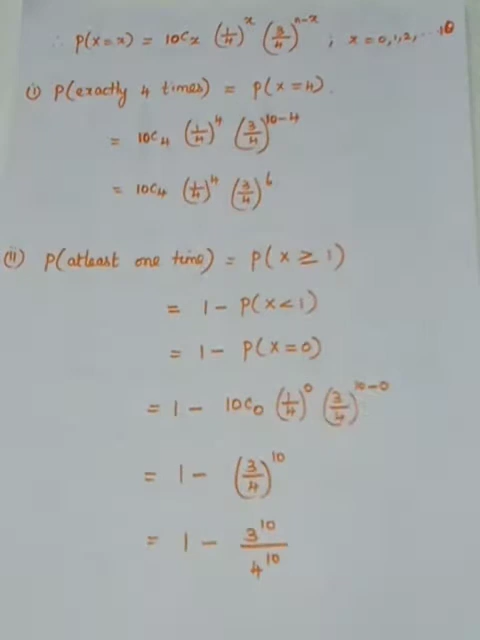 ∴ P(x=x) = 10Cx (1/4)^x (3/4)^n-x ; x = 0,1,2, ... 10
i) P(exactly 4 times) = P(x=4).
= 10C4 (1/4)^4 (3/4)^10-4
= 10C4 (1/4)^4 (3/4)^6
(ii) P(atleast one time) = P(x ≥ 1)
= 1 - P(x<1)
= 1 - P(x=0)
= 1 - 10C0 (1/4)^0 (3/4)^10-0
= 1 - (3/4)^10
= 1 - 3^10/4^10